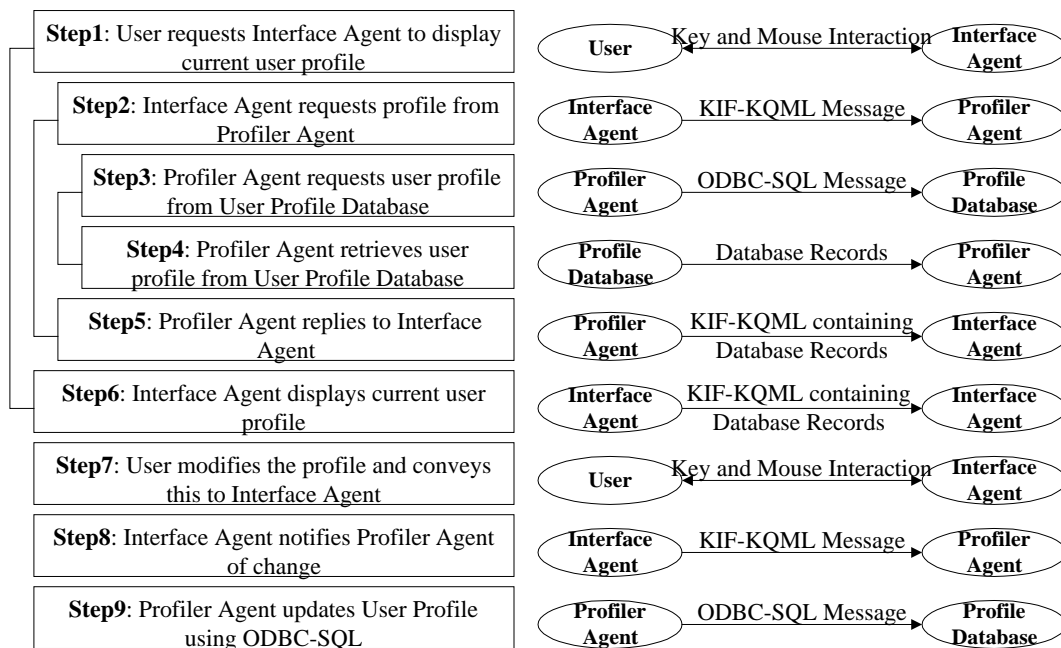 Step1: User requests Interface Agent to display
current user profile
User
Key and Mouse Interaction
Interface
Agent
Step2: Interface Agent requests profile from
Profiler Agent
Interface
Agent
KIF-KQML Message
Profiler
Agent
Step3: Profiler Agent requests user profile
from User Profile Database
Profiler
Agent
ODBC-SQL Message
Profile
Database
Step4: Profiler Agent retrieves user
profile from User Profile Database
Profile
Database
Database Records
Profiler
Agent
Step5: Profiler Agent replies to Interface
Agent
Profiler
Agent
KIF-KQML containing
Database Records
Interface
Agent
Step6: Interface Agent displays current user
profile
Interface
Agent
KIF-KQML containing
Database Records
Interface
Agent
Step7: User modifies the profile and conveys
this to Interface Agent
User
Key and Mouse Interaction
Interface
Agent
Step8: Interface Agent notifies Profiler Agent
of change
Interface
Agent
KIF-KQML Message
Profiler
Agent
Step9: Profiler Agent updates User Profile
using ODBC-SQL
Profiler
Agent
ODBC-SQL Message
Profile
Database